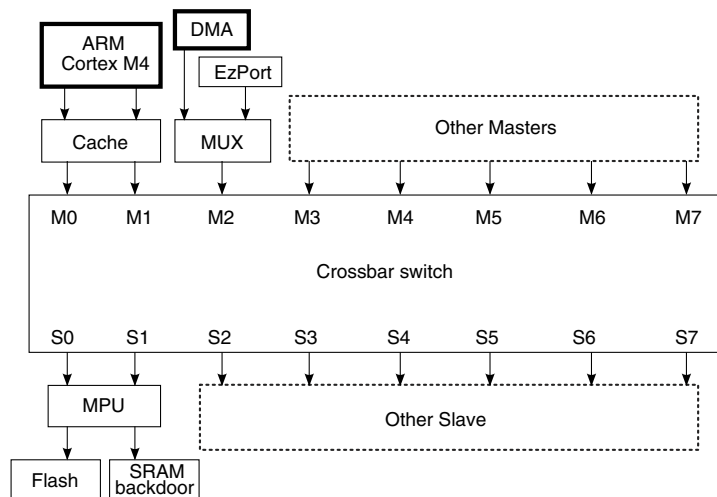 ARM
Cortex M4
DMA
EzPort
Cache
MUX
Other Masters
M0 M1 M2 M3 M4 M5 M6 M7
Crossbar switch
S0 S1 S2 S3 S4 S5 S6 S7
MPU
Other Slave
Flash
SRAM
backdoor